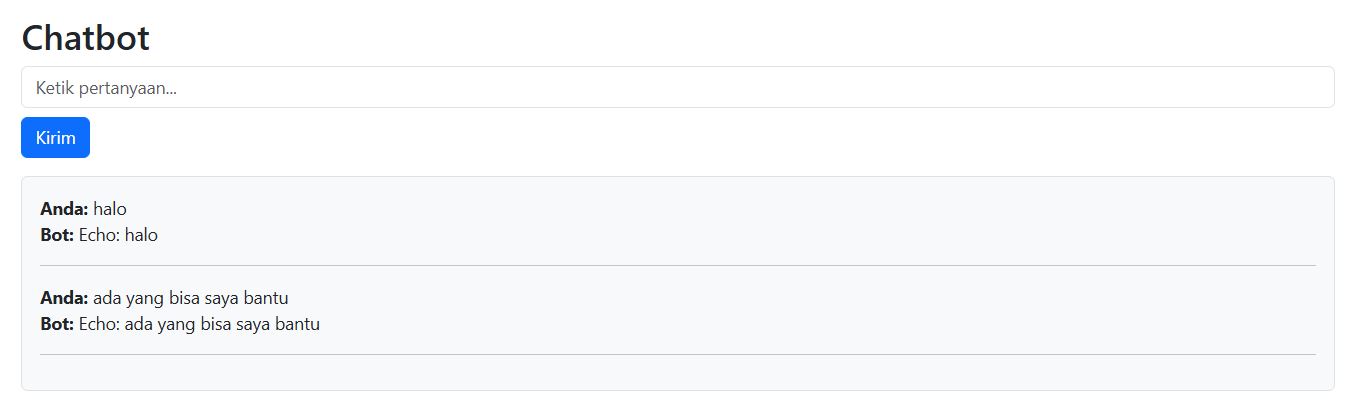 Chatbot
Ketik pertanyaan...
Kirim
Anda: halo
Bot: Echo: halo
Anda: ada yang bisa saya bantu
Bot: Echo: ada yang bisa saya bantu